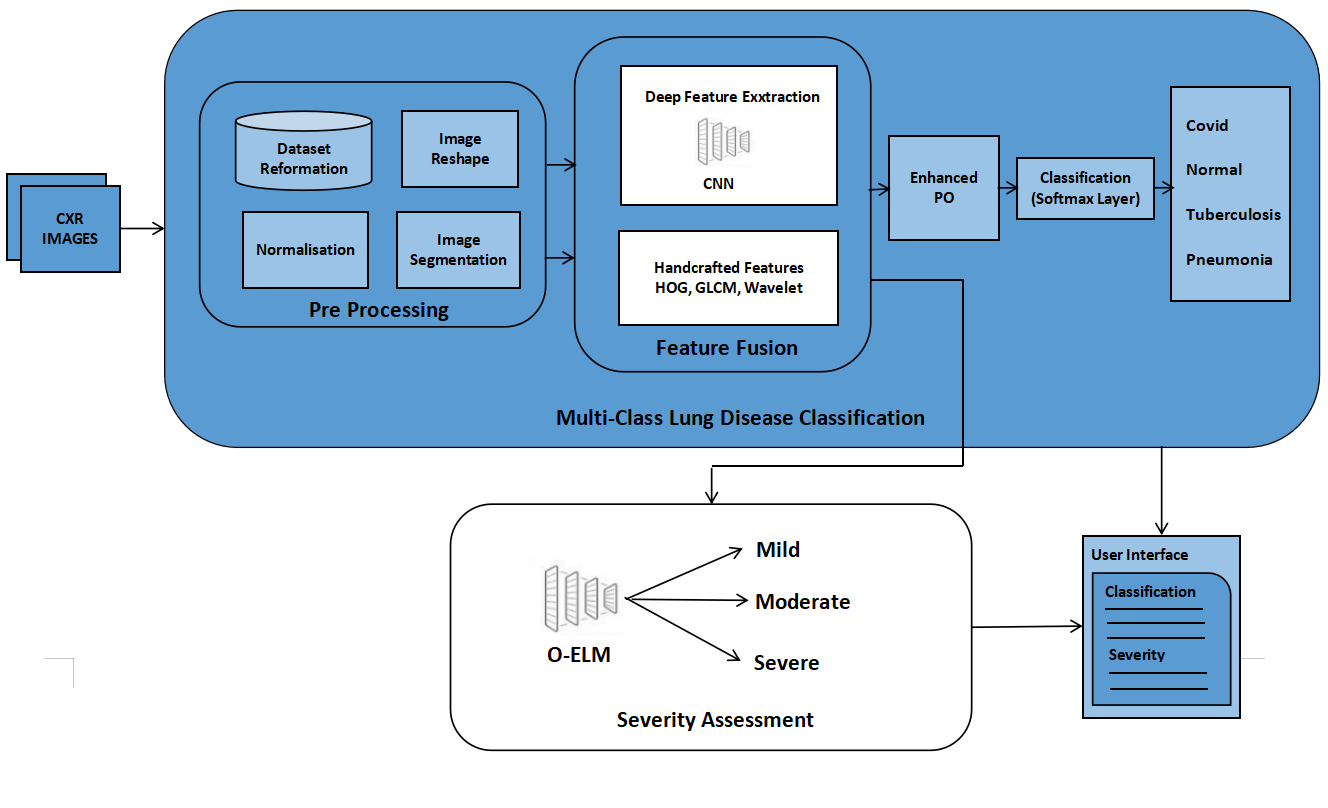 CXR
IMAGES
Dataset
Reformation
Image
Reshape
Normalisation
Image
Segmentation
Pre Processing
Deep Feature Exxtraction
CNN
Handcrafted Features
HOG, GLCM, Wavelet
Feature Fusion
Enhanced
PO
Classification
(Softmax Layer)
Covid
Normal
Tuberculosis
Pneumonia
Multi-Class Lung Disease Classification
Mild
Moderate
Severe
O-ELM
Severity Assessment
User Interface
Classification
Severity